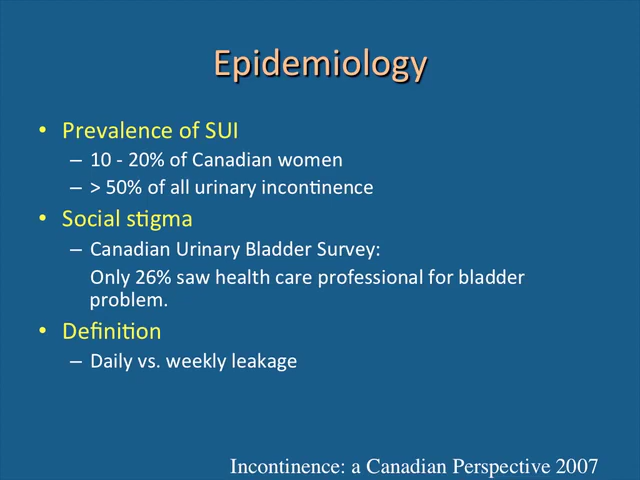 Epidemiology
• Prevalence of SUI
– 10 - 20% of Canadian women
– > 50% of all urinary incontinence
• Social stigma
– Canadian Urinary Bladder Survey:
Only 26% saw health care professional for bladder
problem.
• Definition
– Daily vs. weekly leakage
Incontinence: a Canadian Perspective 2007